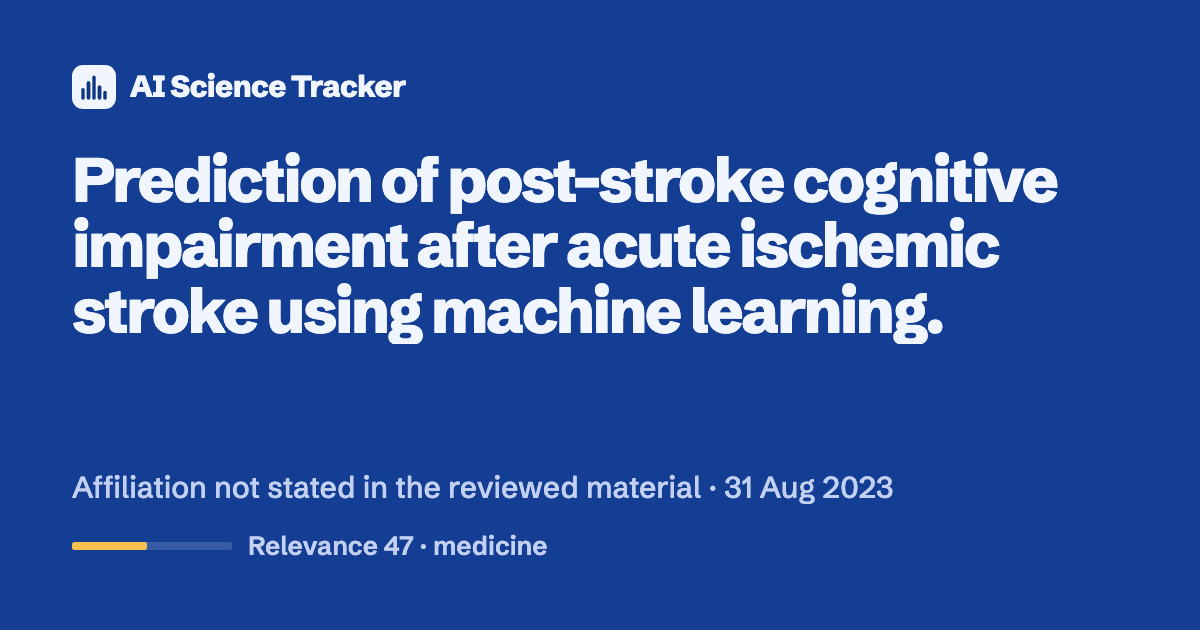 AI Science Tracker
Prediction of post-stroke cognitive
impairment after acute ischemic
stroke using machine learning.
Affiliation not stated in the reviewed material · 31 Aug 2023
Relevance 47 · medicine